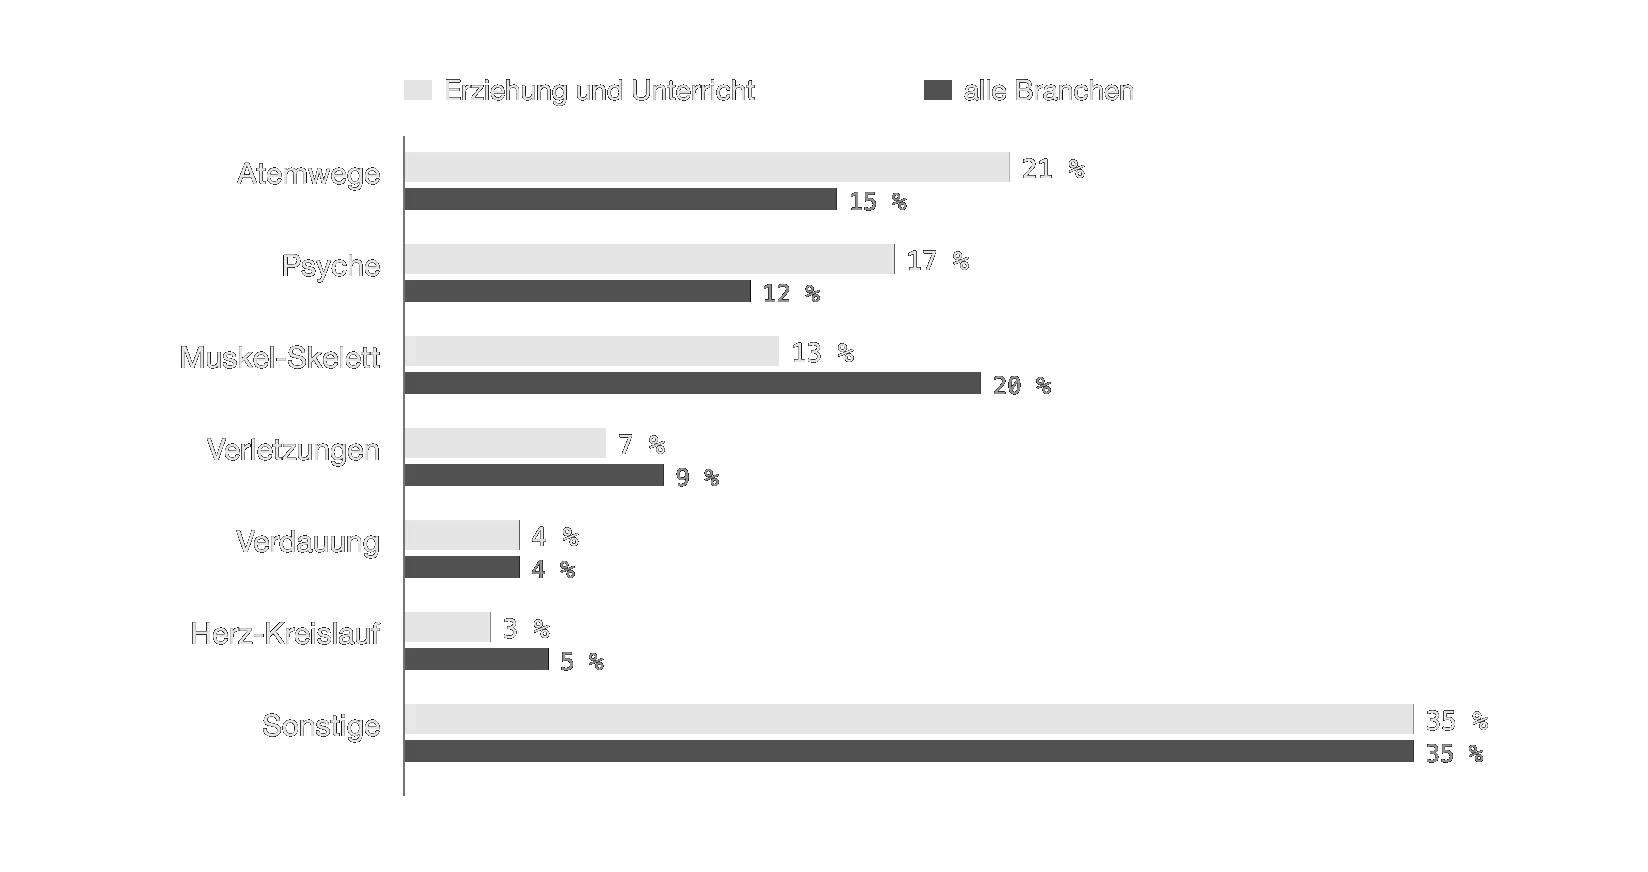 Erziehung und Unterricht alle Branchen
Atemwege 21 %
15 %
Psyche 17 %
12 %
Muskel-Skelett 13 %
20 %
Verletzungen 7 %
9 %
Verdauung 4 %
4 %
Herz-Kreislauf 3 %
5 %
Sonstige 35 %
35 %